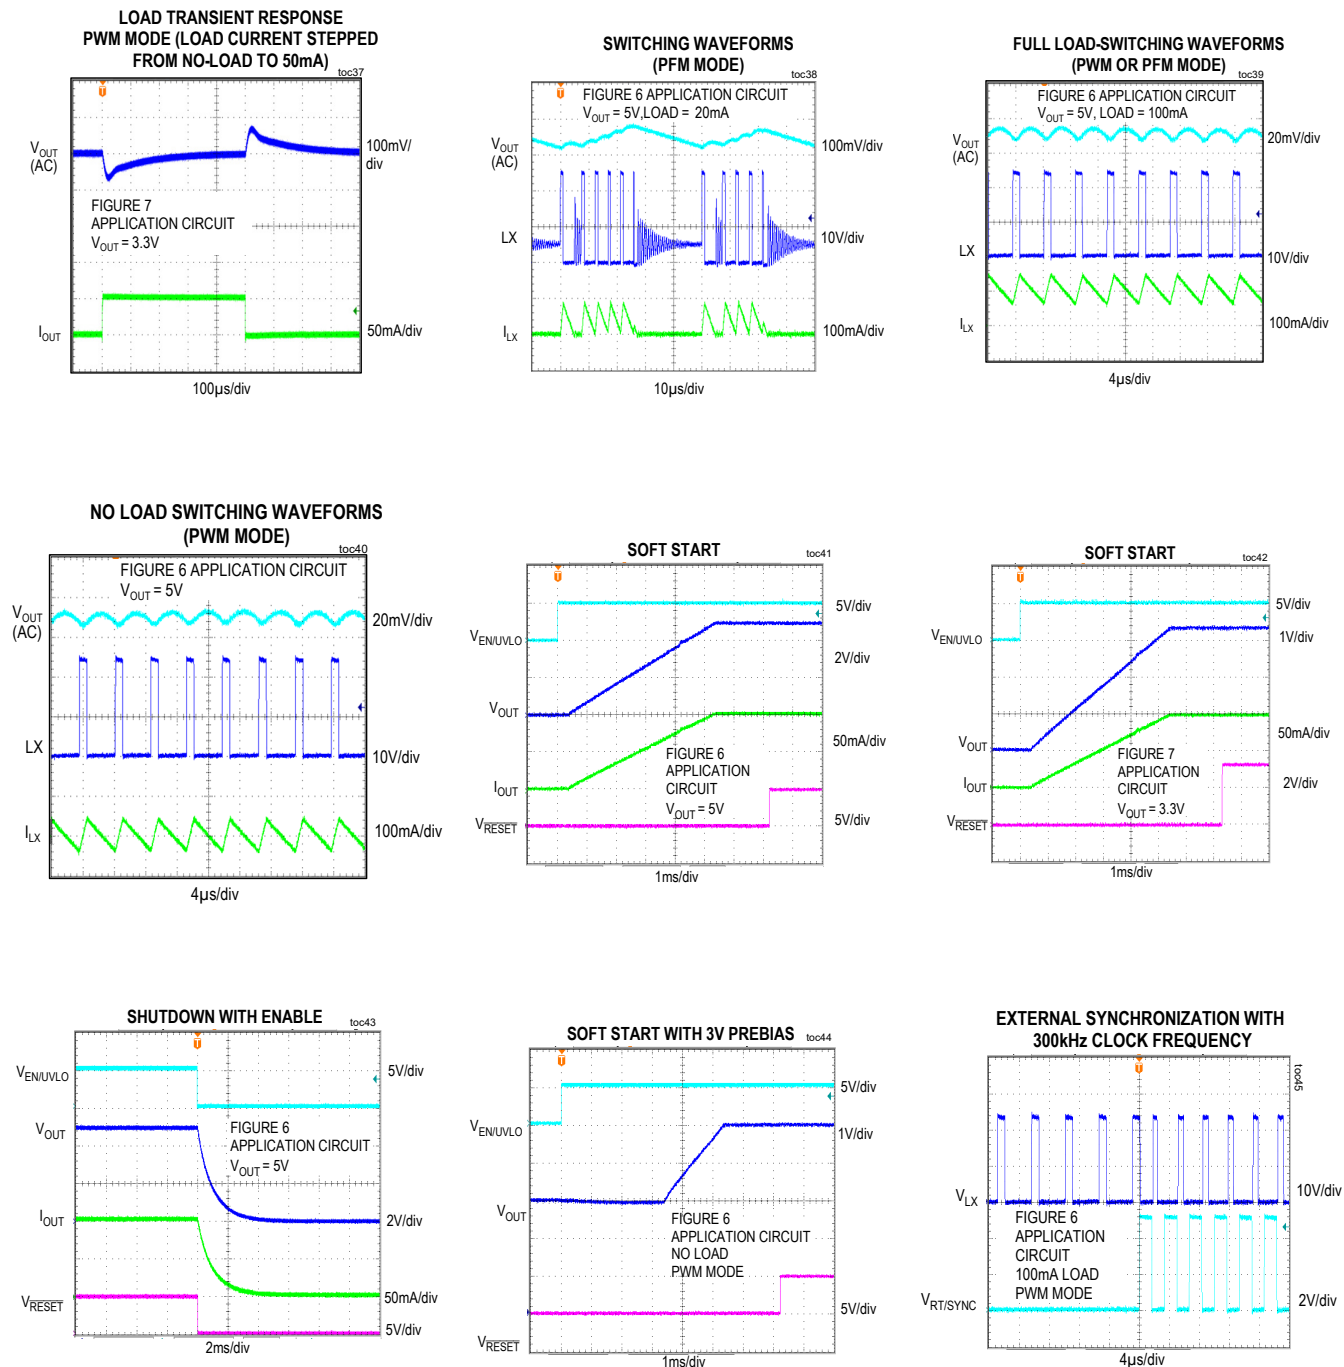 LOAD TRANSIENT RESPONSE
PWM MODE (LOAD CURRENT STEPPED
FROM NO-LOAD TO 50mA)
toc37
T
VOUT
(AC)
100mV/
div
FIGURE 7
APPLICATION CIRCUIT
VOUT = 3.3V
IOUT
50mA/div
100µs/div
SWITCHING WAVEFORMS
(PFM MODE)
toc38
T
FIGURE 6 APPLICATION CIRCUIT
VOUT = 5V,LOAD = 20mA
VOUT
(AC)
100mV/div
LX
10V/div
ILX
100mA/div
10µs/div
FULL LOAD-SWITCHING WAVEFORMS
(PWM OR PFM MODE)
toc39
FIGURE 6 APPLICATION CIRCUIT
VOUT = 5V, LOAD = 100mA
VOUT
(AC)
20mV/div
LX
10V/div
ILX
100mA/div
4µs/div
NO LOAD SWITCHING WAVEFORMS
(PWM MODE)
toc40
FIGURE 6 APPLICATION CIRCUIT
VOUT = 5V
VOUT
(AC)
20mV/div
LX
10V/div
ILX
100mA/div
4µs/div
SOFT START
toc41
T
5V/div
VEN/UVLO
2V/div
VOUT
50mA/div
FIGURE 6
APPLICATION
CIRCUIT
VOUT = 5V
IOUT
VRESET
5V/div
1ms/div
SOFT START
toc42
T
5V/div
VEN/UVLO
1V/div
VOUT
50mA/div
FIGURE 7
APPLICATION
CIRCUIT
VOUT = 3.3V
IOUT
2V/div
VRESET
1ms/div
SHUTDOWN WITH ENABLE
toc43
T
VEN/UVLO
5V/div
FIGURE 6
APPLICATION CIRCUIT
VOUT = 5V
VOUT
IOUT
2V/div
VRESET
50mA/div
5V/div
2ms/div
SOFT START WITH 3V PREBIAS
toc44
T
5V/div
VEN/UVLO
1V/div
VOUT
FIGURE 6
APPLICATION CIRCUIT
NO LOAD
PWM MODE
5V/div
VRESET
1ms/div
EXTERNAL SYNCHRONIZATION WITH
300kHz CLOCK FREQUENCY
toc45
T
VLX
10V/div
FIGURE 6
APPLICATION
CIRCUIT
100mA LOAD
PWM MODE
VRT/SYNC
2V/div
4µs/div